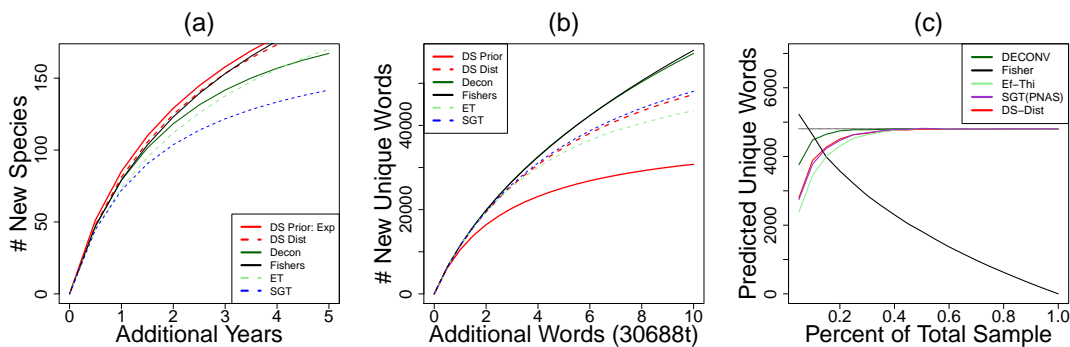 (a)
# New Species
0 50 100 150
0 1 2 3 4 5
Additional Years
DS Prior: Exp
DS Dist
Decon
Fishers
ET
SGT
(b)
# New Unique Words
0 20000 40000
0 2 4 6 8 10
Additional Words (30688t)
DS Prior
DS Dist
Decon
Fishers
ET
SGT
(c)
Predicted Unique Words
0 2000 4000 6000
0.2 0.4 0.6 0.8 1.0
Percent of Total Sample
DECONV
Fisher
Ef−Thi
SGT(PNAS)
DS−Dist